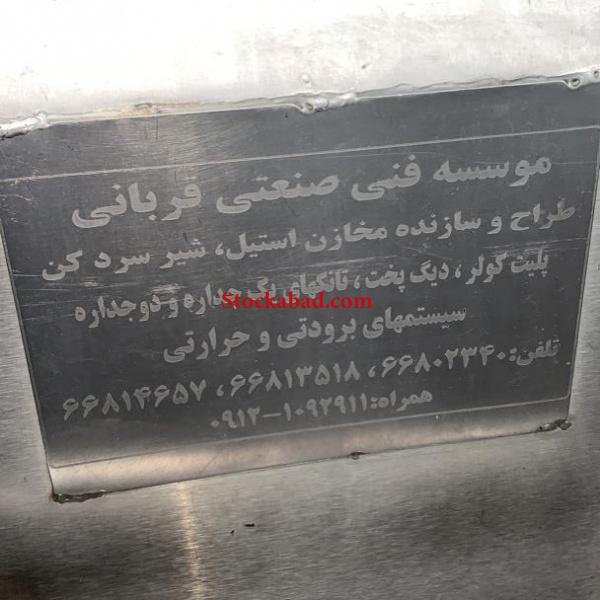 موسسه فنی صنعتی قربانی
طراح و سازنده مخازن استیل، شیر سرد کن
پلیت کولر، دیگ پخت، تانکهای یک جداره و دوجداره
Stockabad.com
سیستمهای برودتی و حرارتی
تلفن: ۶۶۸۰۲۳۴۰، ۶۶۸۱۳۵۱۸، ۶۶۸۱۴۶۵۷
همراه: ۰۹۱۲-۱۰۹۲۹۱۱